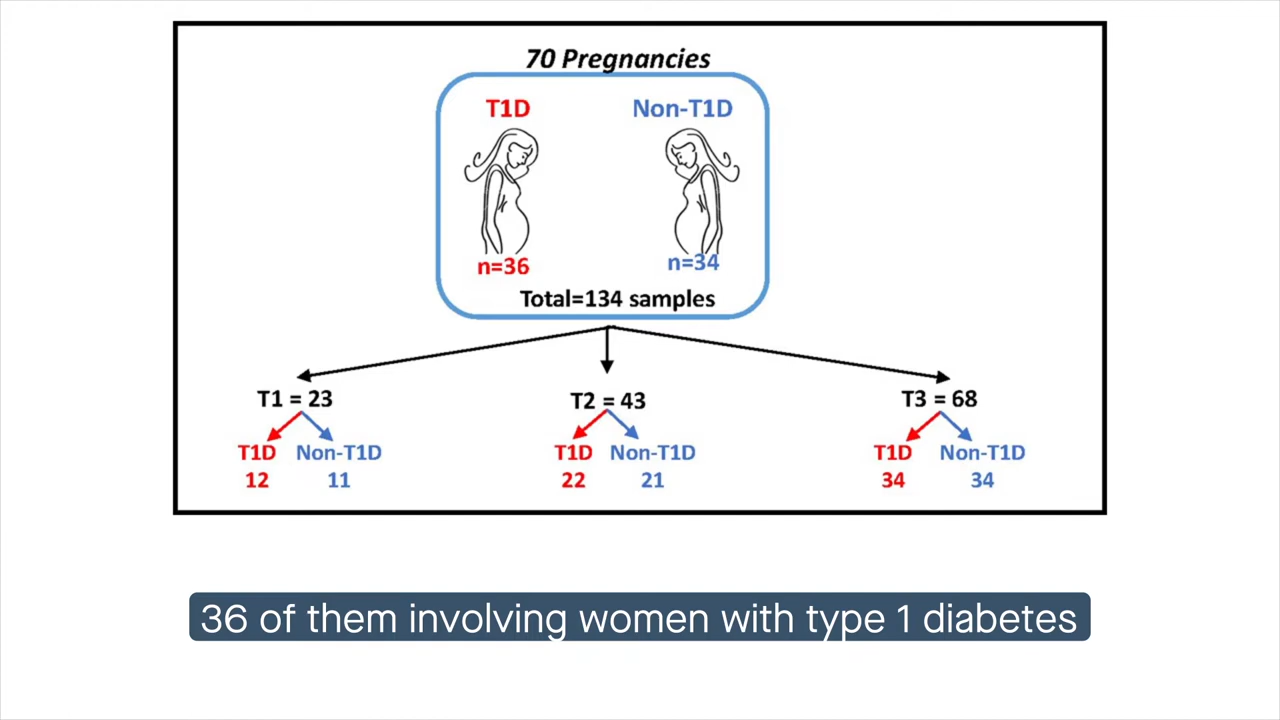 70 Pregnancies
T1D Non-T1D
n=36 n=34
Total=134 samples
T1 = 23 T2 = 43 T3 = 68
T1D Non-T1D T1D Non-T1D T1D Non-T1D
12 11 22 21 34 34
36 of them involving women with type 1 diabetes